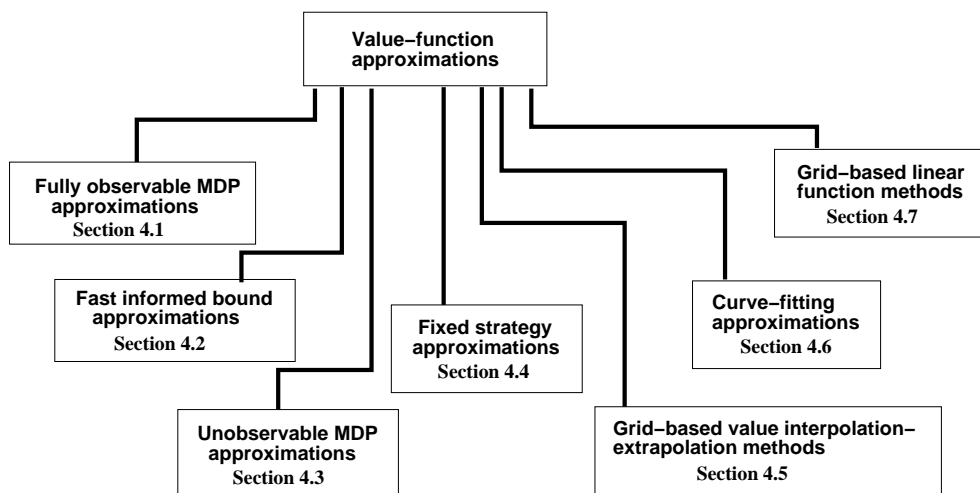 Value–function
approximations
Fully observable MDP
approximations
Section 4.1
Fast informed bound
approximations
Section 4.2
Unobservable MDP
approximations
Section 4.3
Fixed strategy
approximations
Section 4.4
Grid–based value interpolation–
extrapolation methods
Section 4.5
Curve–fitting
approximations
Section 4.6
Grid–based linear
function methods
Section 4.7